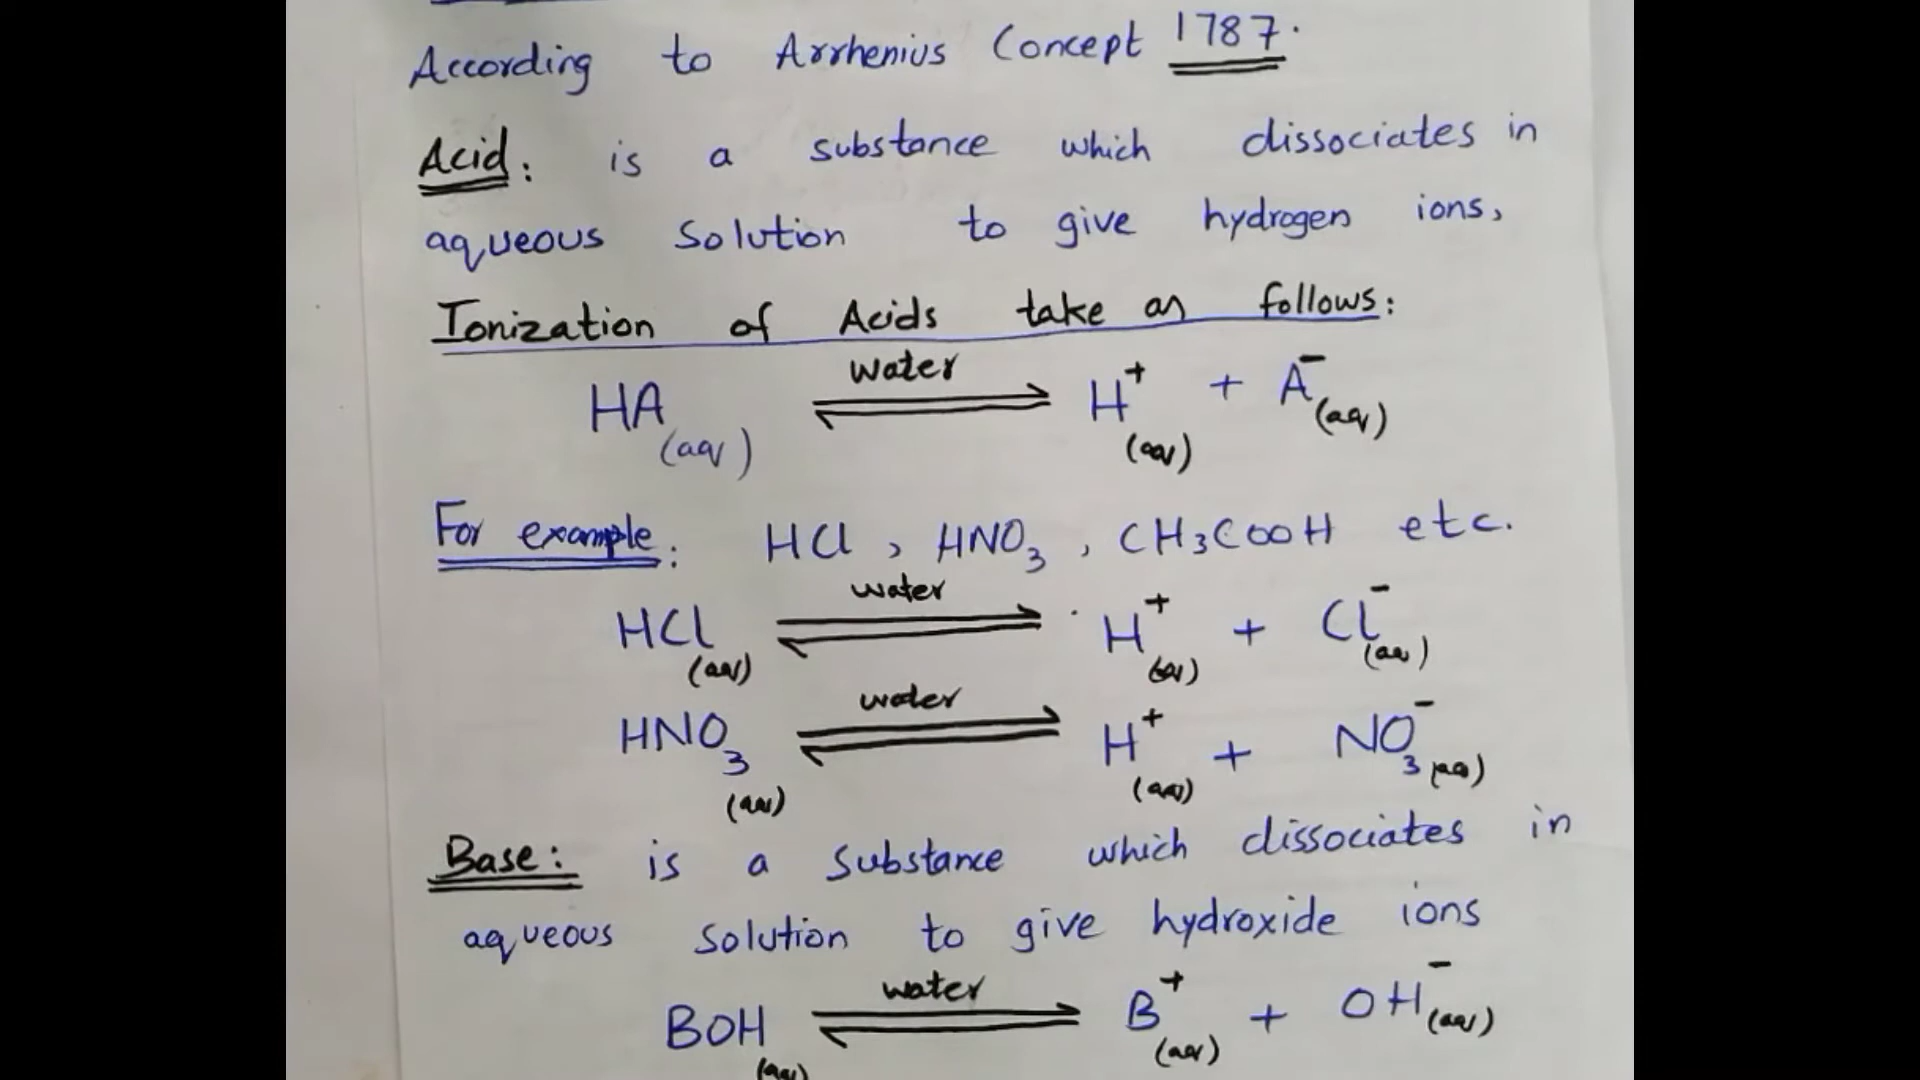 According to Arrhenius Concept 1787.
Acid: is a substance which dissociates in
aqueous solution to give hydrogen ions,
Ionization of Acids take as follows:
HA(aq) ⇌ water H⁺(aq) + A⁻(aq)
For example: HCl, HNO₃, CH₃COOH etc.
HCl(aq) ⇌ water H⁺(aq) + Cl⁻(aq)
HNO₃(aq) ⇌ water H⁺(aq) + NO₃⁻(aq)
Base: is a substance which dissociates in
aqueous solution to give hydroxide ions
BOH(aq) ⇌ water B⁺(aq) + OH⁻(aq)